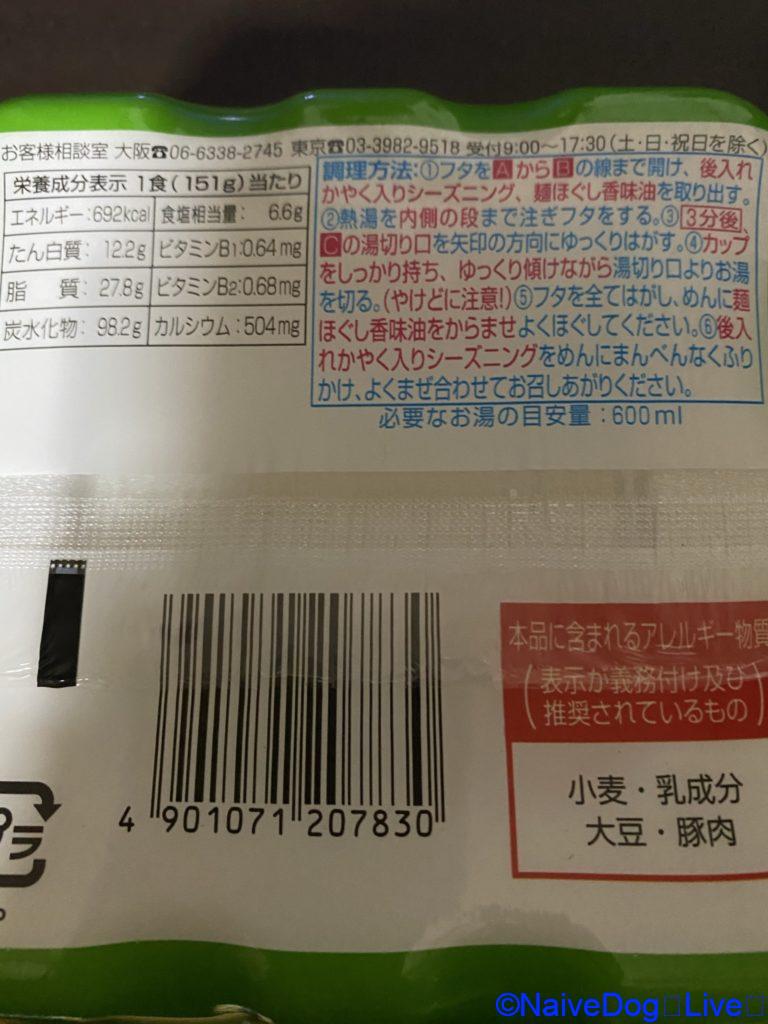 お客様相談室 大阪☎06-6338-2745 東京☎03-3982-9518 受付9:00～17:30(土・日・祝日を除く)
栄養成分表示 1食(151g)当たり
エネルギー:692kcal 食塩相当量: 6.6g
たん白質: 12.2g ビタミンB1:0.64mg
脂 質: 27.8g ビタミンB2:0.68mg
炭水化物: 98.2g カルシウム:504mg
調理方法:①フタをAからBの線まで開け、後入れ
かやく入りシーズニング、麺ほぐし香味油を取り出す。
②熱湯を内側の段まで注ぎフタをする。③3分後、
Cの湯切り口を矢印の方向にゆっくりはがす。④カップ
をしっかり持ち、ゆっくり傾けながら湯切り口よりお湯
を切る。(やけどに注意!)⑤フタを全てはがし、めんに麺
ほぐし香味油をからませよくほぐしてください。⑥後入
れかやく入りシーズニングをめんにまんべんなくふり
かけ、よくまぜ合わせてお召しあがりください。
必要なお湯の目安量:600ml
本品に含まれるアレルギー物質
(表示が義務付け及び
推奨されているもの)
小麦・乳成分
大豆・豚肉
4 901071 207830
プラ
©NaiveDog Live